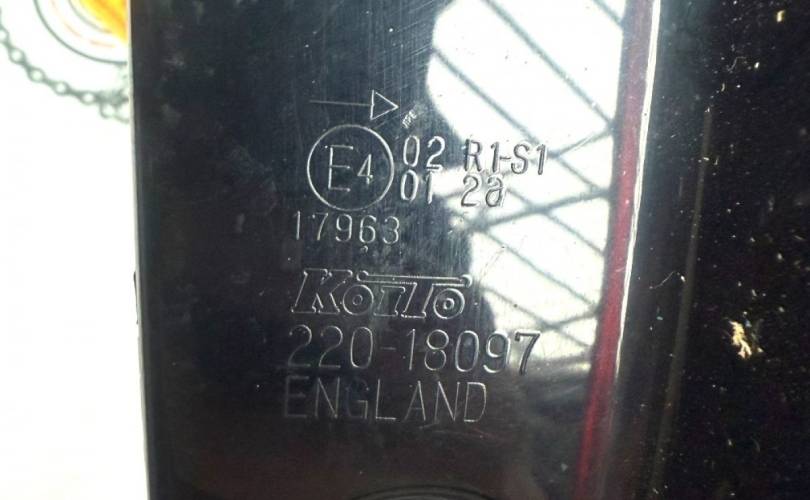 E4 02 R1-S1
01 2a
17963
Koito
220-18097
ENGLAND